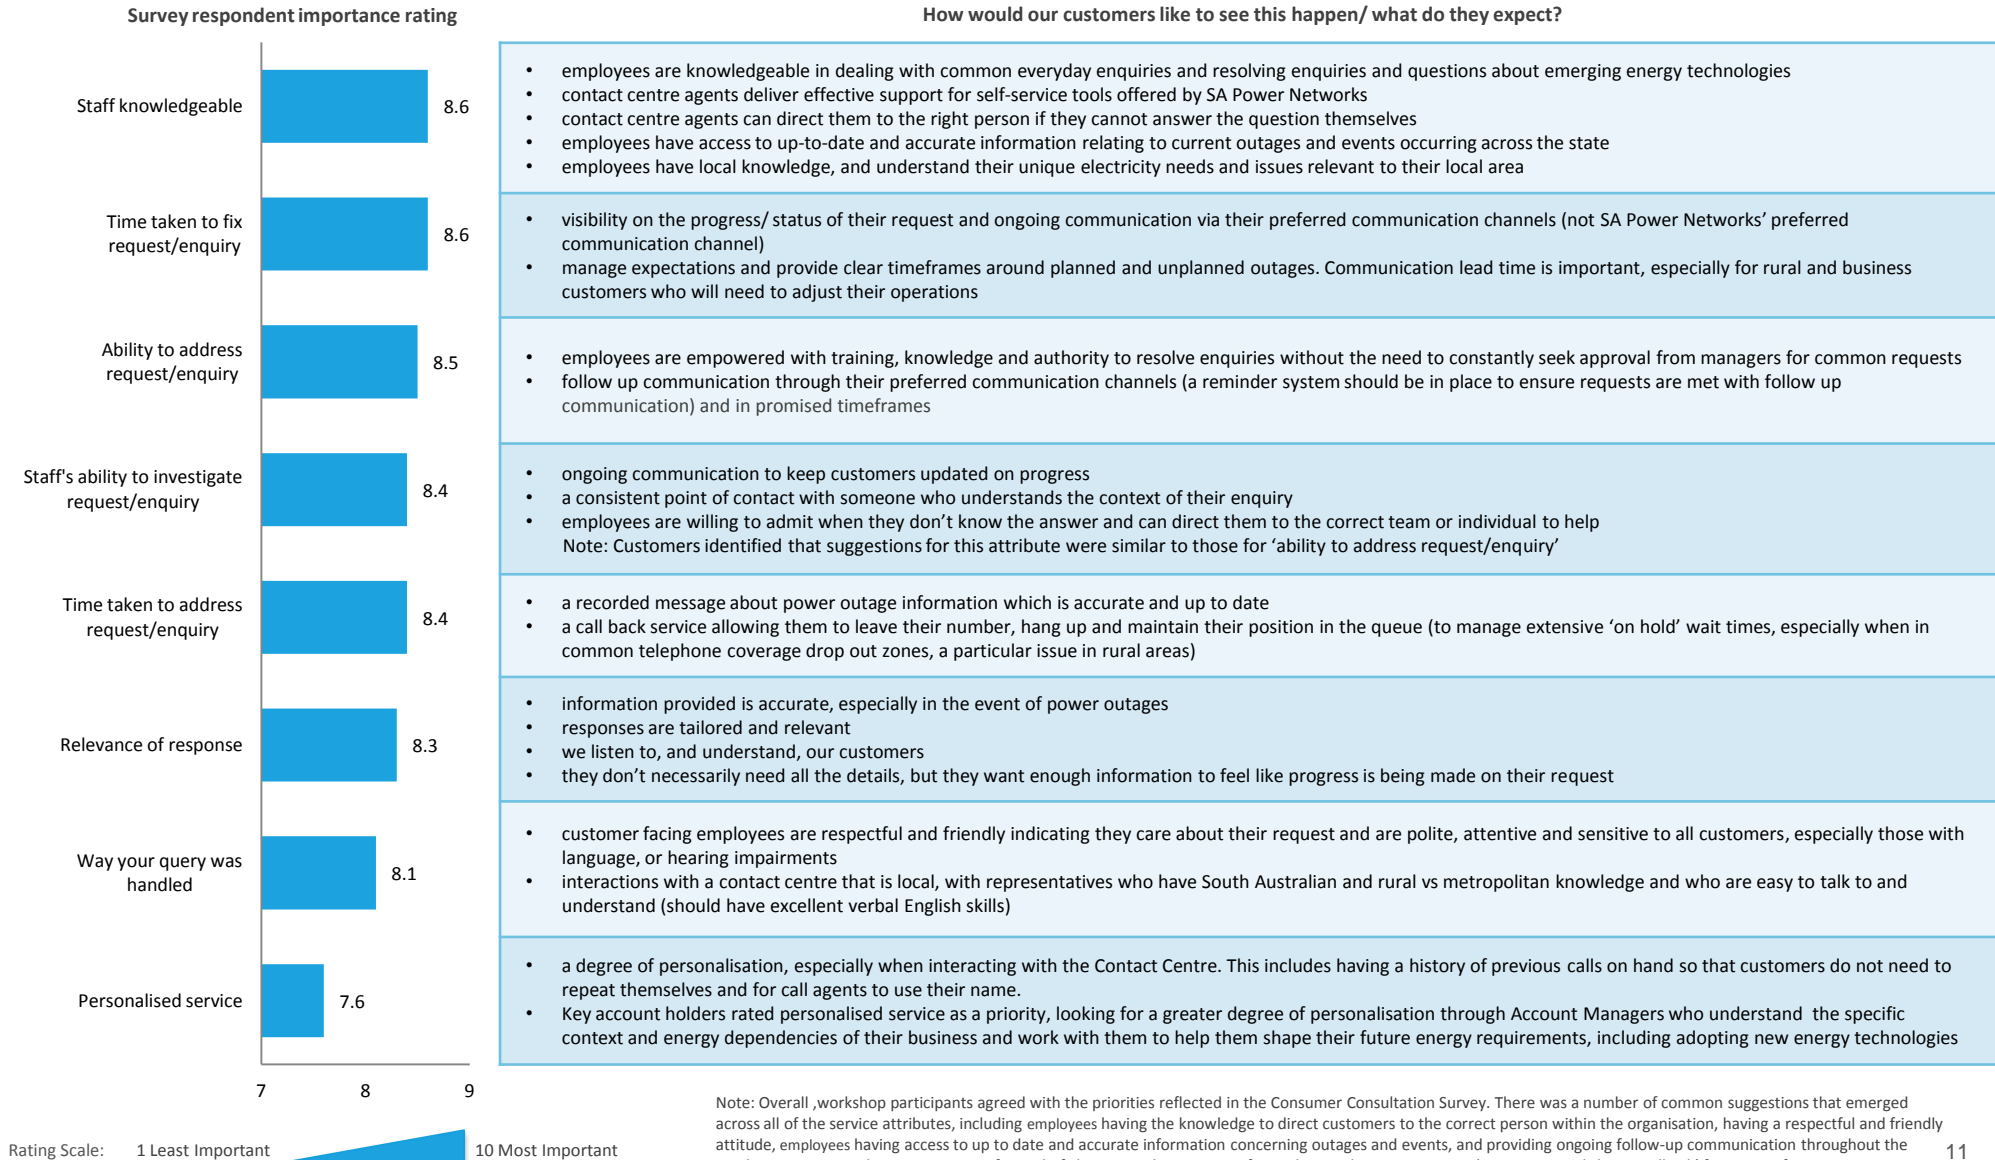 Survey respondent importance rating
How would our customers like to see this happen/ what do they expect?
Staff knowledgeable
8.6
• employees are knowledgeable in dealing with common everyday enquiries and resolving enquiries and questions about emerging energy technologies
• contact centre agents deliver effective support for self-service tools offered by SA Power Networks
• contact centre agents can direct them to the right person if they cannot answer the question themselves
• employees have access to up-to-date and accurate information relating to current outages and events occurring across the state
• employees have local knowledge, and understand their unique electricity needs and issues relevant to their local area
Time taken to fix
request/enquiry
8.6
• visibility on the progress/ status of their request and ongoing communication via their preferred communication channels (not SA Power Networks’ preferred
communication channel)
• manage expectations and provide clear timeframes around planned and unplanned outages. Communication lead time is important, especially for rural and business
customers who will need to adjust their operations
Ability to address
request/enquiry
8.5
• employees are empowered with training, knowledge and authority to resolve enquiries without the need to constantly seek approval from managers for common requests
• follow up communication through their preferred communication channels (a reminder system should be in place to ensure requests are met with follow up
communication) and in promised timeframes
Staff's ability to investigate
request/enquiry
8.4
• ongoing communication to keep customers updated on progress
• a consistent point of contact with someone who understands the context of their enquiry
• employees are willing to admit when they don’t know the answer and can direct them to the correct team or individual to help
Note: Customers identified that suggestions for this attribute were similar to those for ‘ability to address request/enquiry’
Time taken to address
request/enquiry
8.4
• a recorded message about power outage information which is accurate and up to date
• a call back service allowing them to leave their number, hang up and maintain their position in the queue (to manage extensive ‘on hold’ wait times, especially when in
common telephone coverage drop out zones, a particular issue in rural areas)
Relevance of response
8.3
• information provided is accurate, especially in the event of power outages
• responses are tailored and relevant
• we listen to, and understand, our customers
• they don’t necessarily need all the details, but they want enough information to feel like progress is being made on their request
Way your query was
handled
8.1
• customer facing employees are respectful and friendly indicating they care about their request and are polite, attentive and sensitive to all customers, especially those with
language, or hearing impairments
• interactions with a contact centre that is local, with representatives who have South Australian and rural vs metropolitan knowledge and who are easy to talk to and
understand (should have excellent verbal English skills)
Personalised service
7.6
• a degree of personalisation, especially when interacting with the Contact Centre. This includes having a history of previous calls on hand so that customers do not need to
repeat themselves and for call agents to use their name.
• Key account holders rated personalised service as a priority, looking for a greater degree of personalisation through Account Managers who understand the specific
context and energy dependencies of their business and work with them to help them shape their future energy requirements, including adopting new energy technologies
7 8 9
Note: Overall ,workshop participants agreed with the priorities reflected in the Consumer Consultation Survey. There was a number of common suggestions that emerged
across all of the service attributes, including employees having the knowledge to direct customers to the correct person within the organisation, having a respectful and friendly
attitude, employees having access to up to date and accurate information concerning outages and events, and providing ongoing follow-up communication throughout the
Rating Scale: 1 Least Important 10 Most Important
11